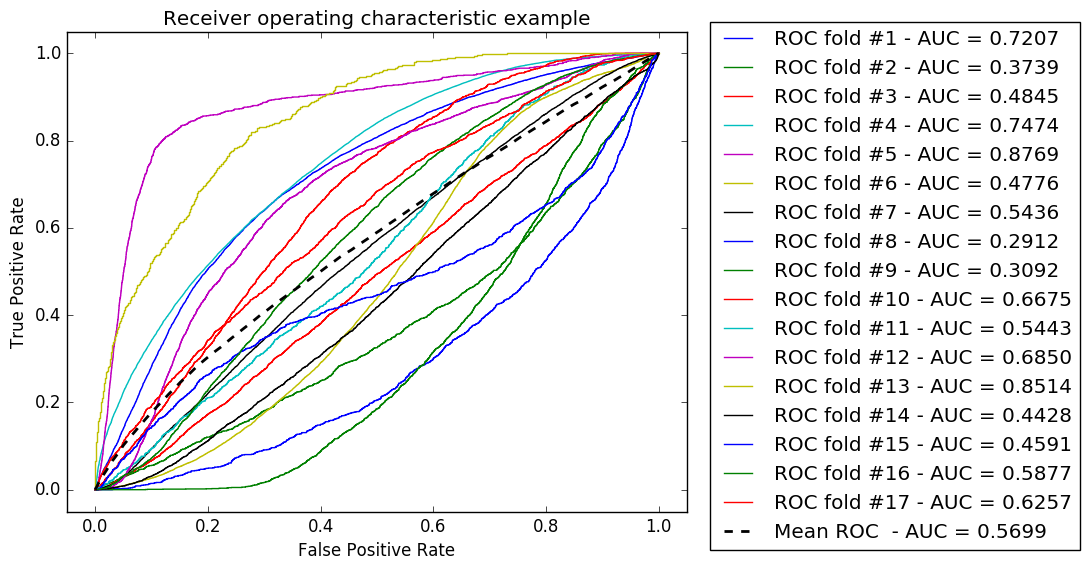 Receiver operating characteristic example
1.0
0.8
0.6
0.4
0.2
0.0
True Positive Rate
0.0 0.2 0.4 0.6 0.8 1.0
False Positive Rate
ROC fold #1 - AUC = 0.7207
ROC fold #2 - AUC = 0.3739
ROC fold #3 - AUC = 0.4845
ROC fold #4 - AUC = 0.7474
ROC fold #5 - AUC = 0.8769
ROC fold #6 - AUC = 0.4776
ROC fold #7 - AUC = 0.5436
ROC fold #8 - AUC = 0.2912
ROC fold #9 - AUC = 0.3092
ROC fold #10 - AUC = 0.6675
ROC fold #11 - AUC = 0.5443
ROC fold #12 - AUC = 0.6850
ROC fold #13 - AUC = 0.8514
ROC fold #14 - AUC = 0.4428
ROC fold #15 - AUC = 0.4591
ROC fold #16 - AUC = 0.5877
ROC fold #17 - AUC = 0.6257
Mean ROC  - AUC = 0.5699